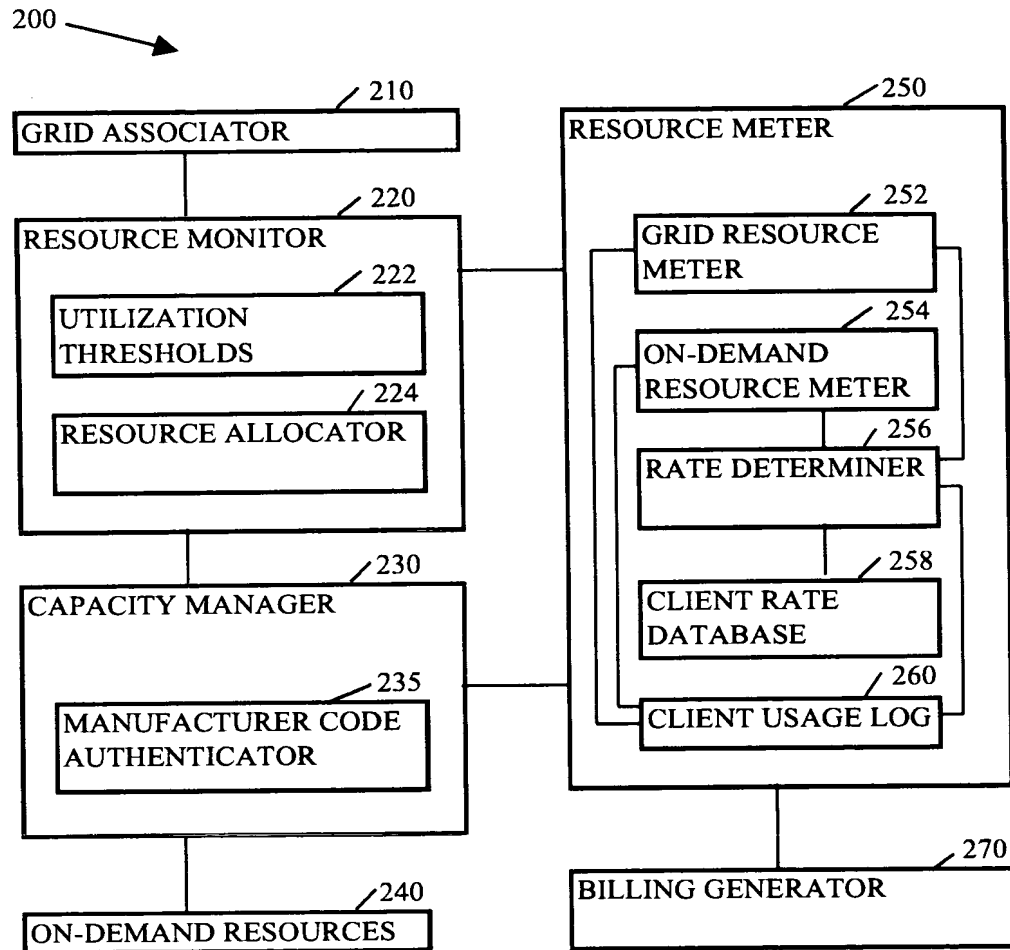 200
210
GRID ASSOCIATOR
220
RESOURCE MONITOR
222
UTILIZATION
THRESHOLDS
224
RESOURCE ALLOCATOR
230
CAPACITY MANAGER
235
MANUFACTURER CODE
AUTHENTICATOR
240
ON-DEMAND RESOURCES
250
RESOURCE METER
252
GRID RESOURCE
METER
254
ON-DEMAND
RESOURCE METER
256
RATE DETERMINER
258
CLIENT RATE
DATABASE
260
CLIENT USAGE LOG
270
BILLING GENERATOR